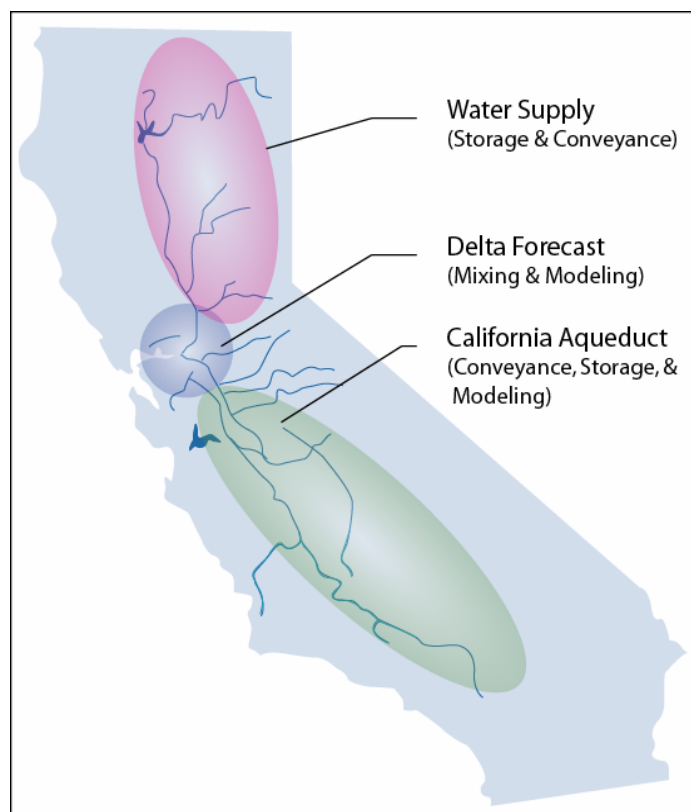 Water Supply
(Storage & Conveyance)
Delta Forecast
(Mixing & Modeling)
California Aqueduct
(Conveyance, Storage, &
Modeling)